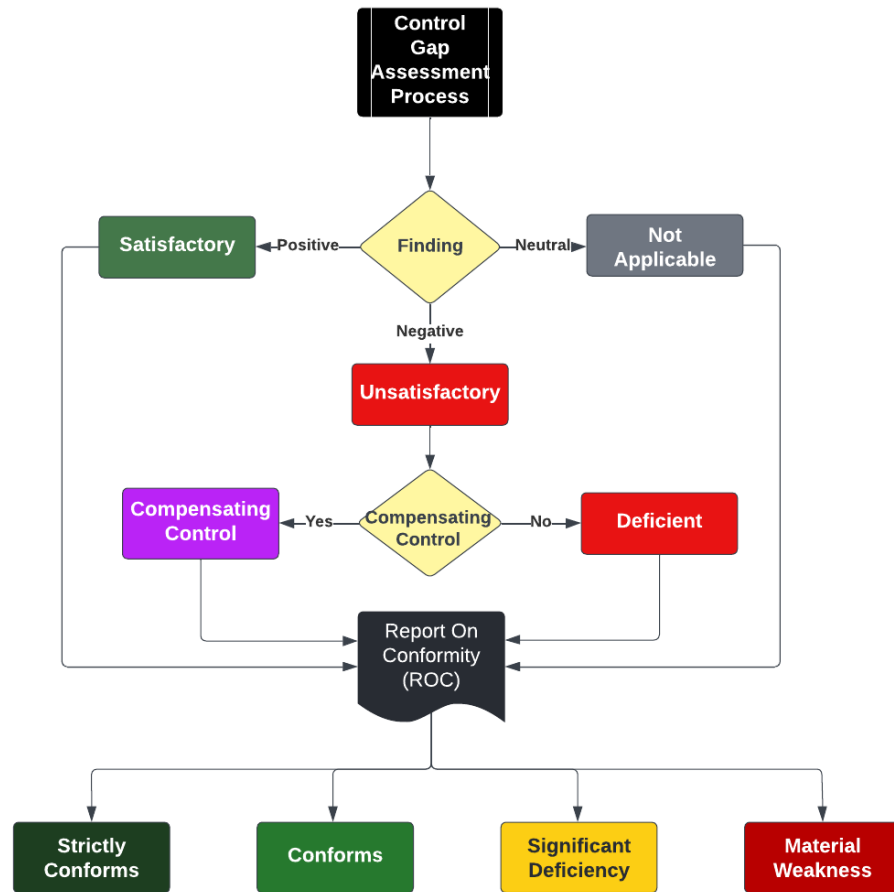 Control
Gap
Assessment
Process
Satisfactory
Positive
Finding
Neutral
Not
Applicable
Negative
Unsatisfactory
Compensating
Control
Yes
Compensating
Control
No
Deficient
Report On
Conformity
(ROC)
Strictly
Conforms
Conforms
Significant
Deficiency
Material
Weakness